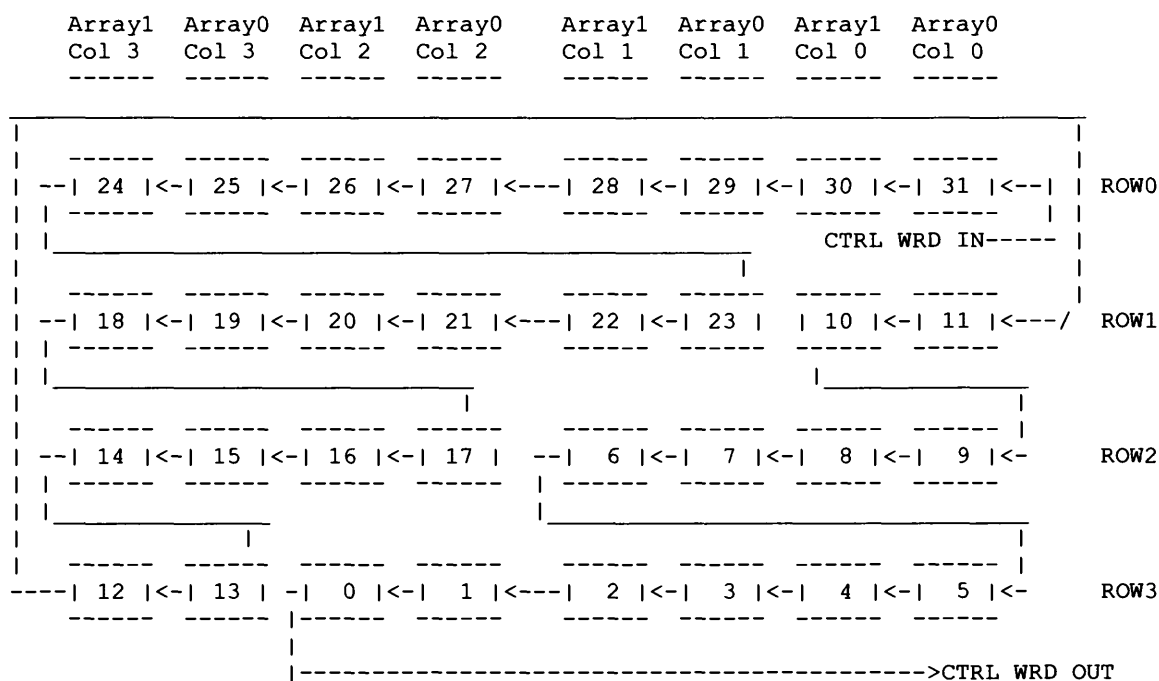 Array1 Array0 Array1 Array0 Array1 Array0 Array1 Array0
Col 3 Col 3 Col 2 Col 2 Col 1 Col 1 Col 0 Col 0
24 25 26 27 28 29 30 31 ROW0
CTRL WRD IN
18 19 20 21 22 23 10 11 ROW1
14 15 16 17 6 7 8 9 ROW2
12 13 0 1 2 3 4 5 ROW3
CTRL WRD OUT